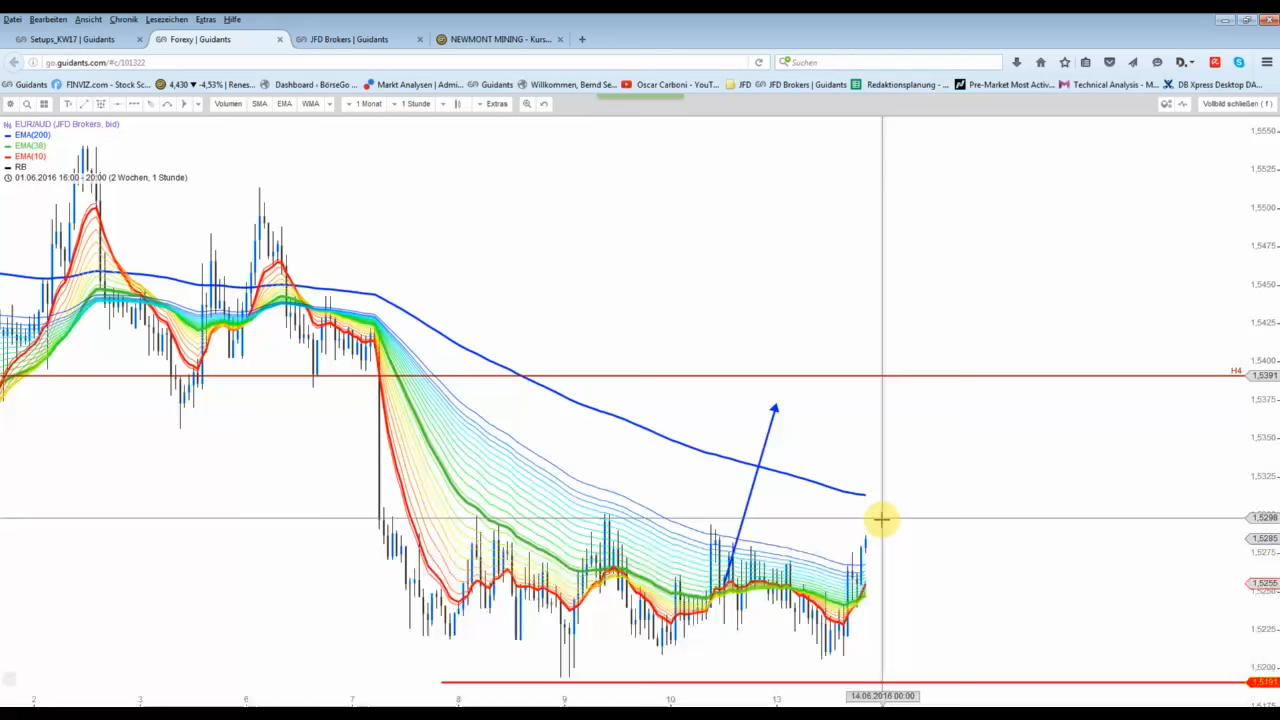 Datei Bearbeiten Ansicht Chronik Lesezeichen Extras Hilfe
Setups_KW17 | Guidants × Forexy | Guidants × JFD Brokers | Guidants × NEWMONT MINING - Kurs... × +
go.guidants.com/#c/101322 Suchen
Guidants FINVIZ.com - Stock Sc... 4,430 ▾ -4,53% | Renes... Dashboard ‹ BörseGo ... Markt Analysen | Admi... Guidants Willkommen, Bernd Se... Oscar Carboni - YouT... JFD JFD Brokers | Guidants Redaktionsplanung - ... Pre-Market Most Activ... Technical Analysis - M... DB Xpress Desktop DA...
Volumen SMA EMA WMA 1 Monat 1 Stunde Extras Vollbild schließen ( f )
EUR/AUD (JFD Brokers, bid)
EMA(200)
EMA(38)
EMA(10)
RB
01.06.2016 16:00 - 20:00 (2 Wochen, 1 Stunde)
1,5550
1,5525
1,5500
1,5475
1,5450
1,5425
1,5400
H4 1,5391
1,5375
1,5350
1,5325
1,5298
1,5285
1,5275
1,5255
1,5225
1,5200
1,5191
2 3 6 7 8 9 10 13 14.06.2016 00:00